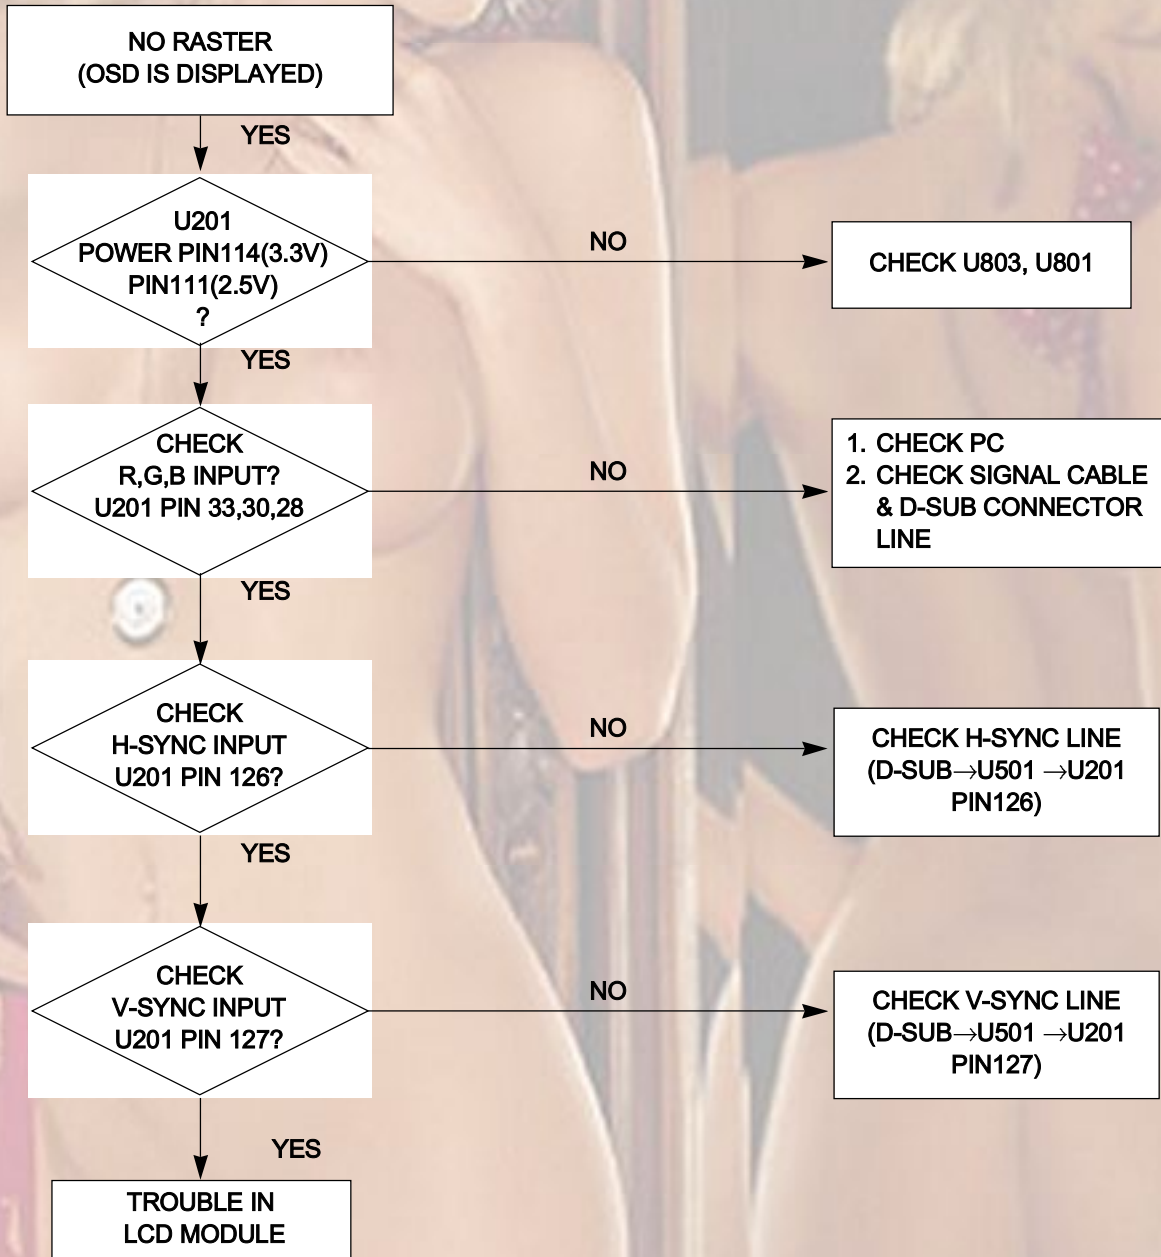 NO RASTER
(OSD IS DISPLAYED)
YES
U201
POWER PIN114(3.3V)
PIN111(2.5V)
?
NO
CHECK U803, U801
YES
CHECK
R,G,B INPUT?
U201 PIN 33,30,28
NO
1. CHECK PC
2. CHECK SIGNAL CABLE
& D-SUB CONNECTOR
LINE
YES
CHECK
H-SYNC INPUT
U201 PIN 126?
NO
CHECK H-SYNC LINE
(D-SUB→U501 →U201
PIN126)
YES
CHECK
V-SYNC INPUT
U201 PIN 127?
NO
CHECK V-SYNC LINE
(D-SUB→U501 →U201
PIN127)
YES
TROUBLE IN
LCD MODULE